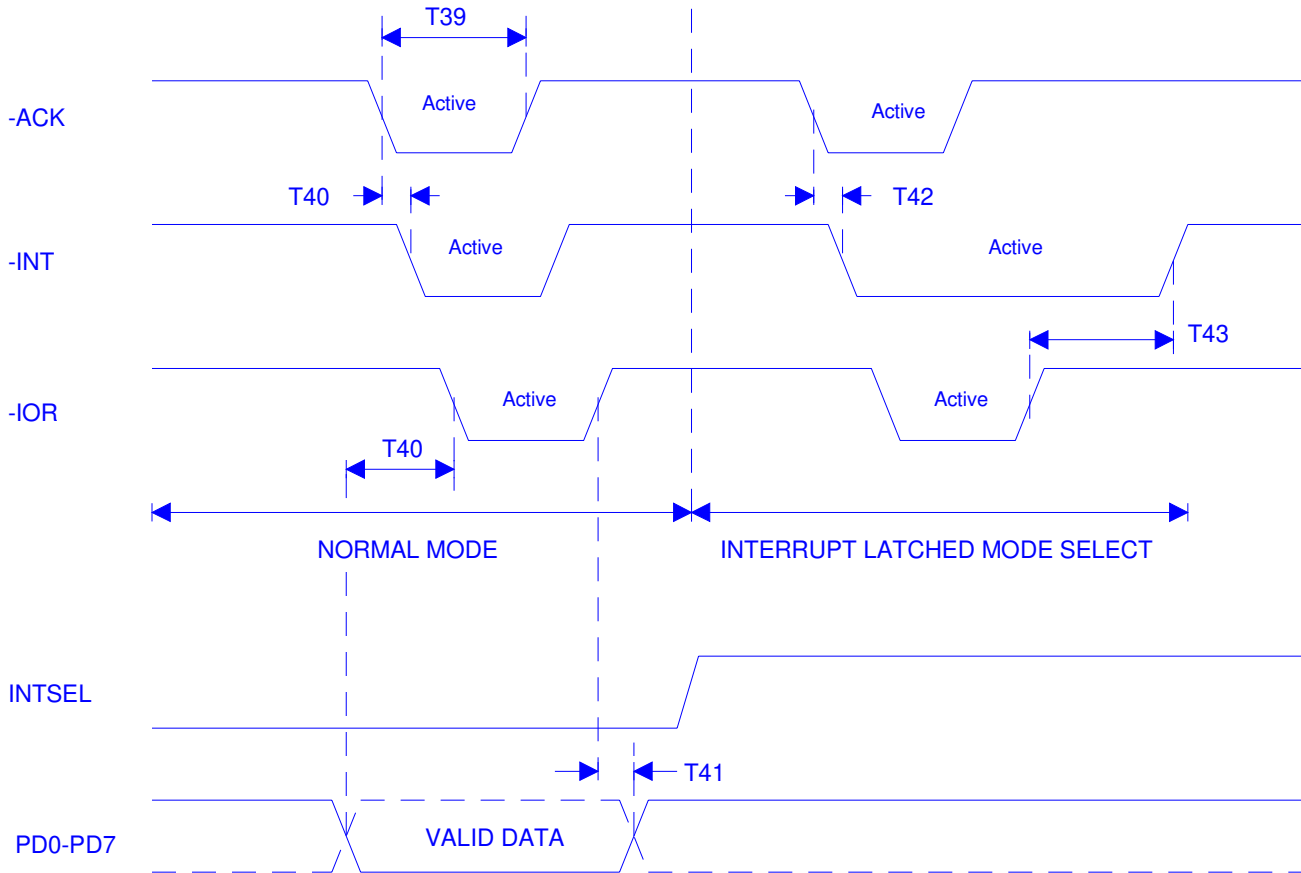 T39
-ACK
Active
Active
T40
T42
-INT
Active
Active
T43
-IOR
Active
Active
T40
NORMAL MODE
INTERRUPT LATCHED MODE SELECT
INTSEL
T41
PD0-PD7
VALID DATA